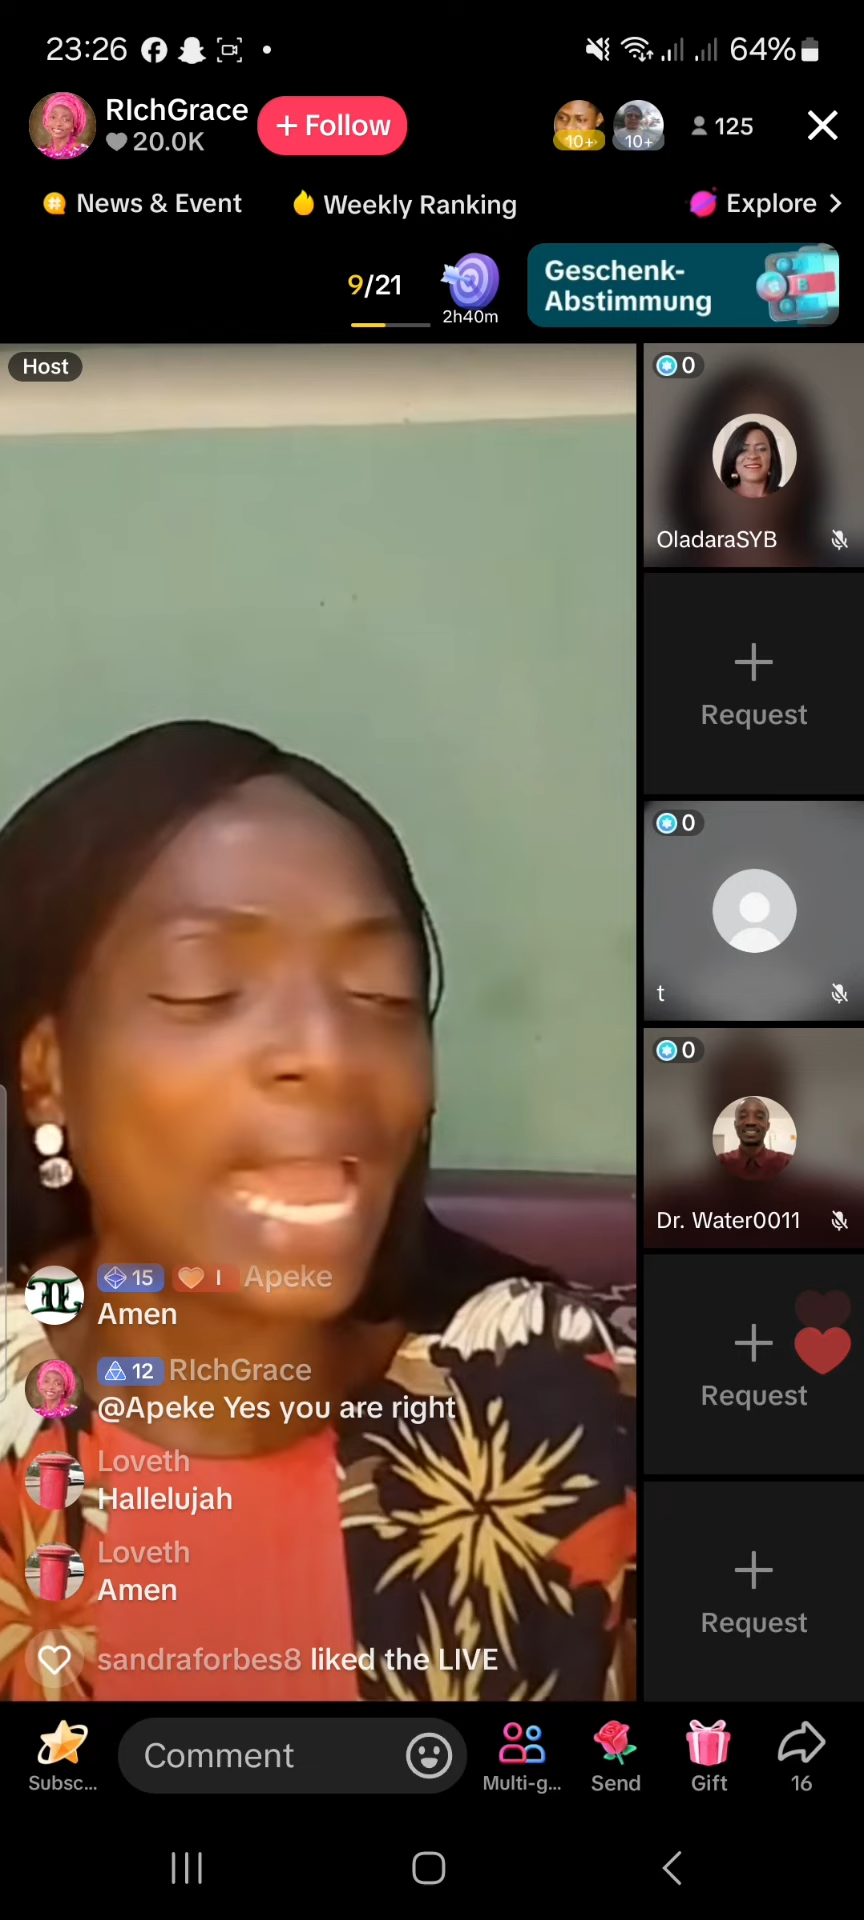 23:26
64%
RIchGrace
20.0K
+ Follow
10+
10+
125
News & Event
Weekly Ranking
Explore
9/21
2h40m
Geschenk-
Abstimmung
Host
0
OladaraSYB
Request
0
t
0
Dr. Water0011
Request
Request
15
I
Apeke
Amen
12
RIchGrace
@Apeke Yes you are right
Loveth
Hallelujah
Loveth
Amen
sandraforbes8 liked the LIVE
Subsc...
Comment
Multi-g...
Send
Gift
16